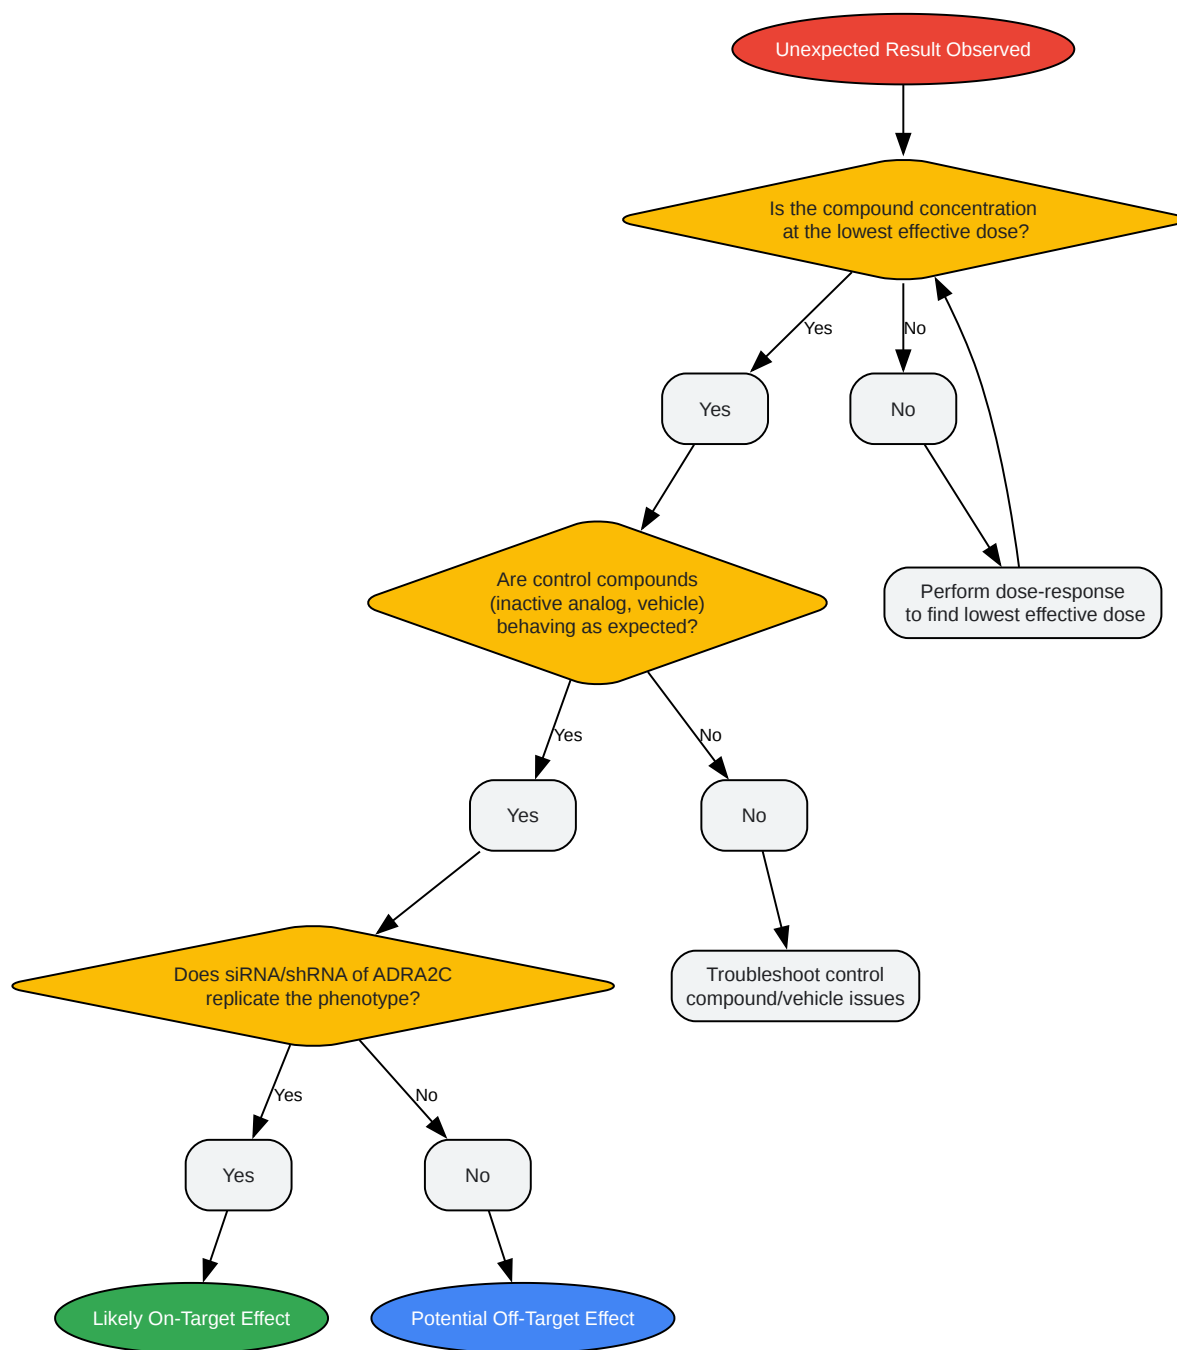 Unexpected Result Observed
Is the compound concentration
at the lowest effective dose?
Yes
No
Yes
No
Perform dose-response
to find lowest effective dose
Are control compounds
(inactive analog, vehicle)
behaving as expected?
Yes
No
Yes
No
Troubleshoot control
compound/vehicle issues
Does siRNA/shRNA of ADRA2C
replicate the phenotype?
Yes
No
Yes
No
Likely On-Target Effect
Potential Off-Target Effect